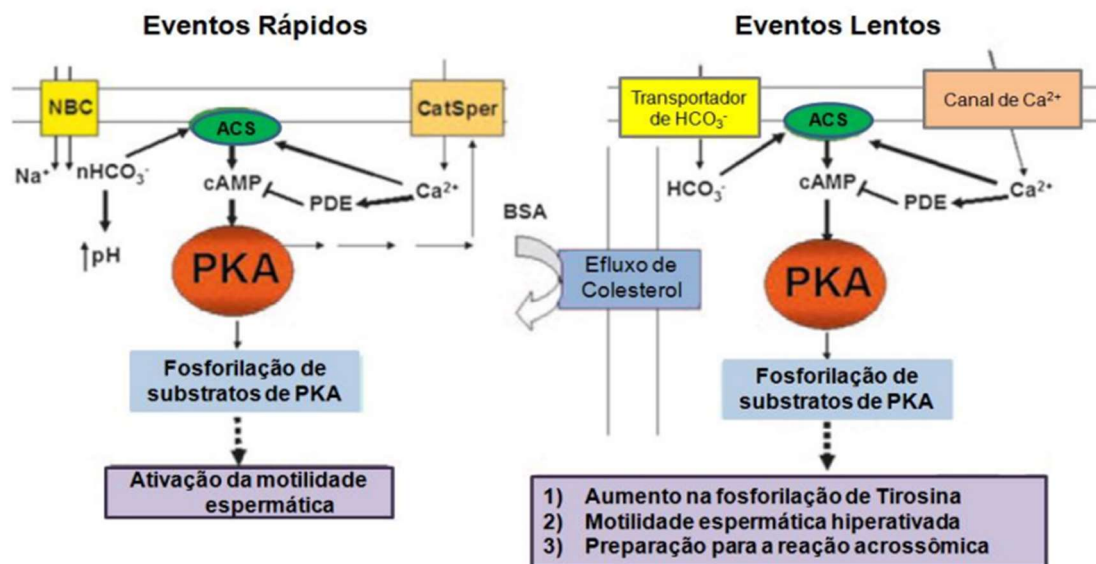 Eventos Rápidos
NBC
ACS
CatSper
Na⁺
nHCO₃⁻
cAMP
PDE
Ca²⁺
↑pH
PKA
Fosforilação de
substratos de PKA
Ativação da motilidade
espermática
BSA
Efluxo de
Colesterol
Eventos Lentos
Transportador
de HCO₃⁻
ACS
Canal de Ca²⁺
HCO₃⁻
cAMP
PDE
Ca²⁺
PKA
Fosforilação de
substratos de PKA
1) Aumento na fosforilação de Tirosina
2) Motilidade espermática hiperativada
3) Preparação para a reação acrossômica